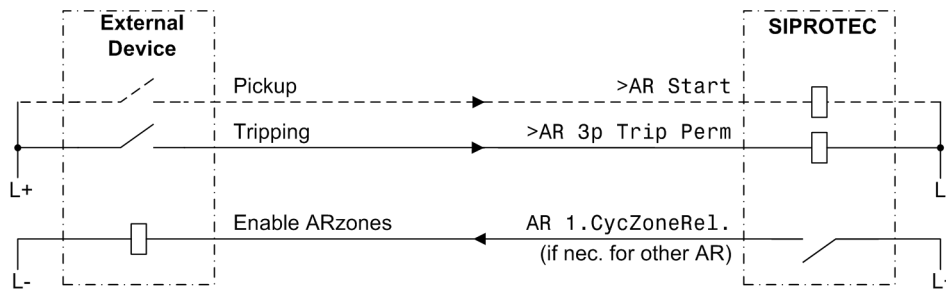 External
Device
SIPROTEC
Pickup
>AR Start
Tripping
>AR 3p Trip Perm
L+
L
Enable ARzones
AR 1.CycZoneRel.
(if nec. for other AR)
L-
L